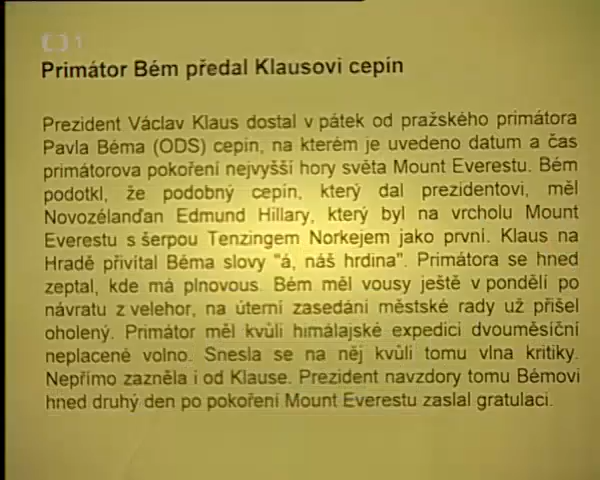 1
Primátor Bém předal Klausovi cepín
Prezident Václav Klaus dostal v pátek od pražského primátora
Pavla Béma (ODS) cepín, na kterém je uvedeno datum a čas
primátorova pokoření nejvyšší hory světa Mount Everestu. Bém
podotkl, že podobný cepín, který dal prezidentovi, měl
Novozélanďan Edmund Hillary, který byl na vrcholu Mount
Everestu s šerpou Tenzingem Norkejem jako první. Klaus na
Hradě přivítal Béma slovy "á, náš hrdina". Primátora se hned
zeptal, kde má plnovous. Bém měl vousy ještě v pondělí po
návratu z velehor, na úterní zasedání městské rady už přišel
oholený. Primátor měl kvůli himálajské expedici dvouměsíční
neplacené volno. Snesla se na něj kvůli tomu vlna kritiky.
Nepřímo zazněla i od Klause. Prezident navzdory tomu Bémovi
hned druhý den po pokoření Mount Everestu zaslal gratulaci.